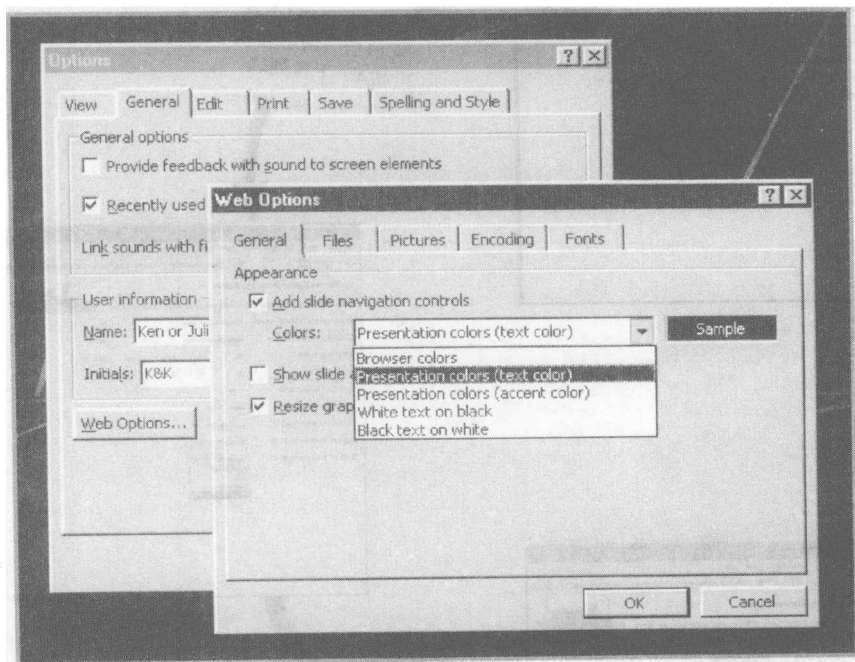 Options
View General Edit Print Save Spelling and Style
General options
Provide feedback with sound to screen elements
Recently used
Link sounds with fi
User information
Name: Ken or Juli
Initials: K&K
Web Options...
Web Options
General Files Pictures Encoding Fonts
Appearance
Add slide navigation controls
Colors: Presentation colors (text color) Sample
Browser colors
Presentation colors (text color)
Presentation colors (accent color)
White text on black
Black text on white
Show slide
Resize grap
OK Cancel